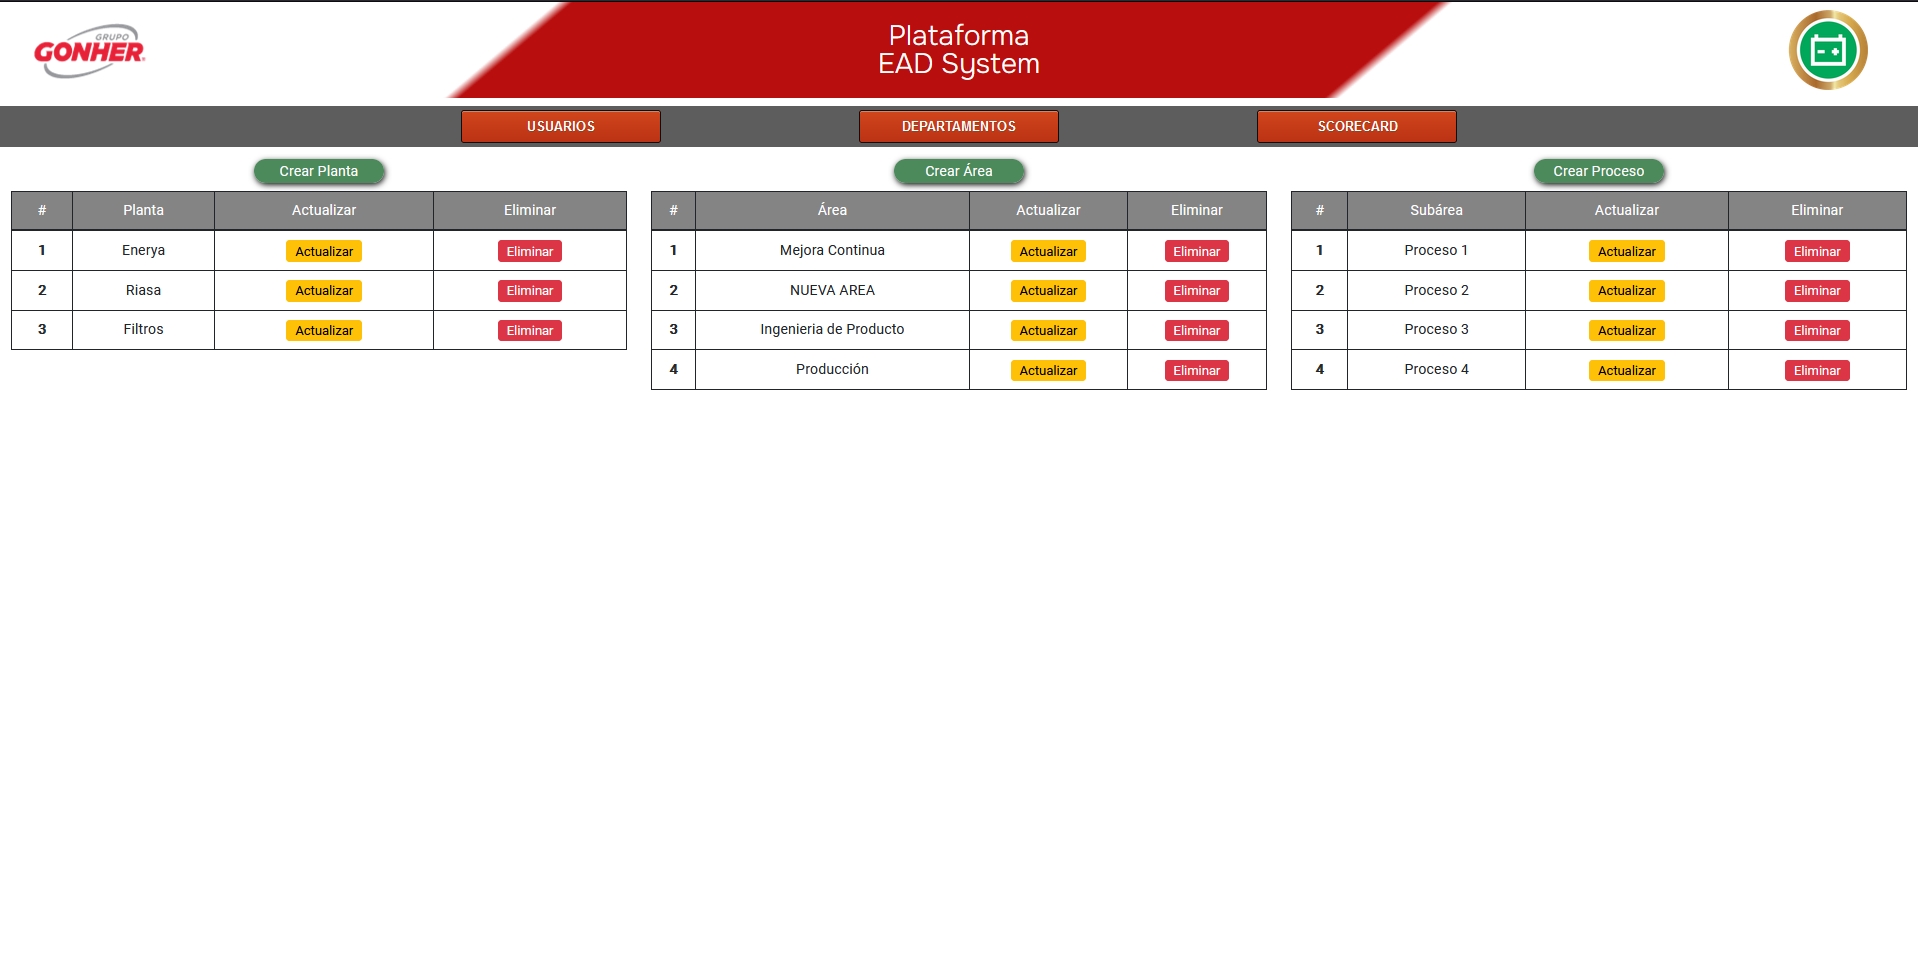 GRUPO
GONHER
Plataforma
EAD System
USUARIOS DEPARTAMENTOS SCORECARD
Crear Planta
# Planta Actualizar Eliminar
1 Enerya Actualizar Eliminar
2 Riasa Actualizar Eliminar
3 Filtros Actualizar Eliminar
Crear Área
# Área Actualizar Eliminar
1 Mejora Continua Actualizar Eliminar
2 NUEVA AREA Actualizar Eliminar
3 Ingenieria de Producto Actualizar Eliminar
4 Producción Actualizar Eliminar
Crear Proceso
# Subárea Actualizar Eliminar
1 Proceso 1 Actualizar Eliminar
2 Proceso 2 Actualizar Eliminar
3 Proceso 3 Actualizar Eliminar
4 Proceso 4 Actualizar Eliminar